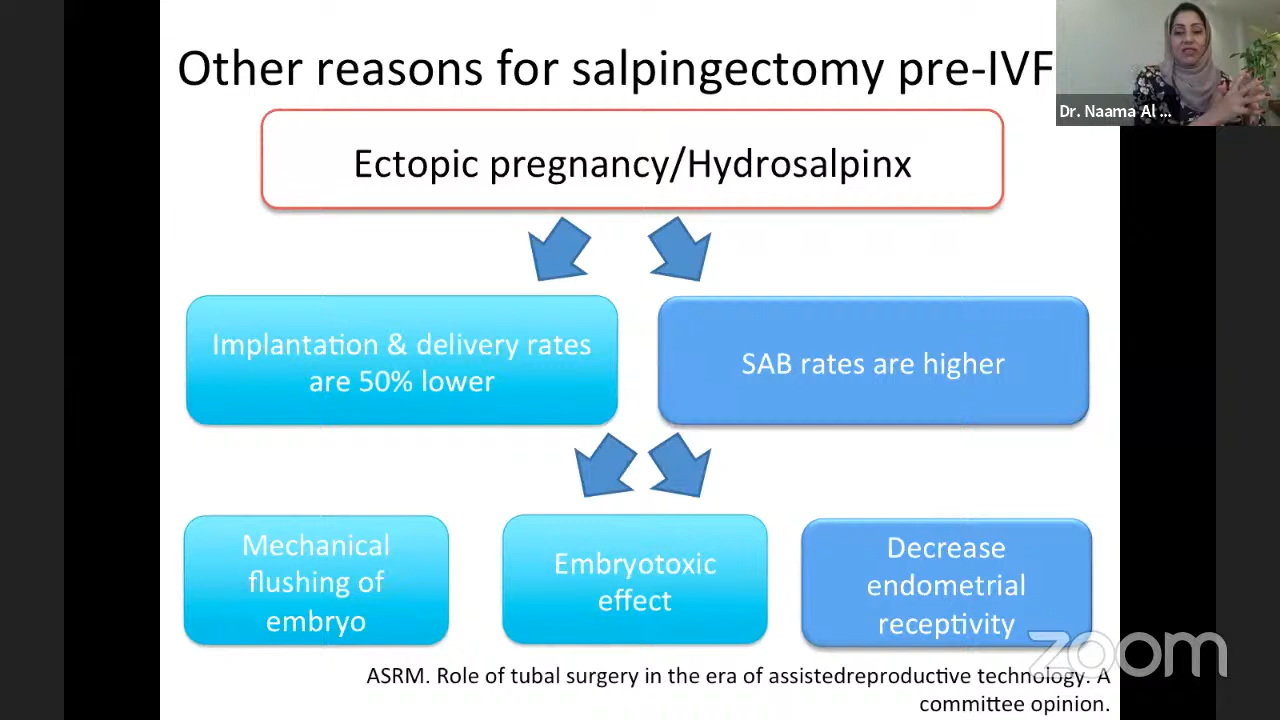 Other reasons for salpingectomy pre-IVF
Dr. Naama Al ...
Ectopic pregnancy/Hydrosalpinx
Implantation & delivery rates
are 50% lower
SAB rates are higher
Mechanical
flushing of
embryo
Embryotoxic
effect
Decrease
endometrial
receptivity
zoom
ASRM. Role of tubal surgery in the era of assistedreproductive technology. A
committee opinion.